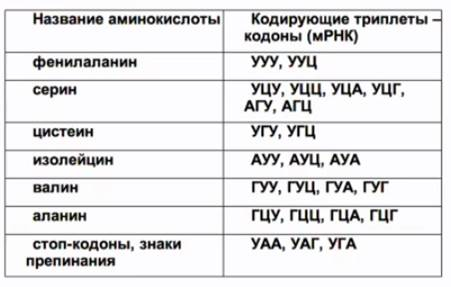 Название аминокислоты Кодирующие триплеты –
кодоны (мРНК)
фенилаланин УУУ, УУЦ
серин УЦУ, УЦЦ, УЦА, УЦГ,
АГУ, АГЦ
цистеин УГУ, УГЦ
изолейцин АУУ, АУЦ, АУА
валин ГУУ, ГУЦ, ГУА, ГУГ
аланин ГЦУ, ГЦЦ, ГЦА, ГЦГ
стоп-кодоны, знаки УАА, УАГ, УГА
препинания